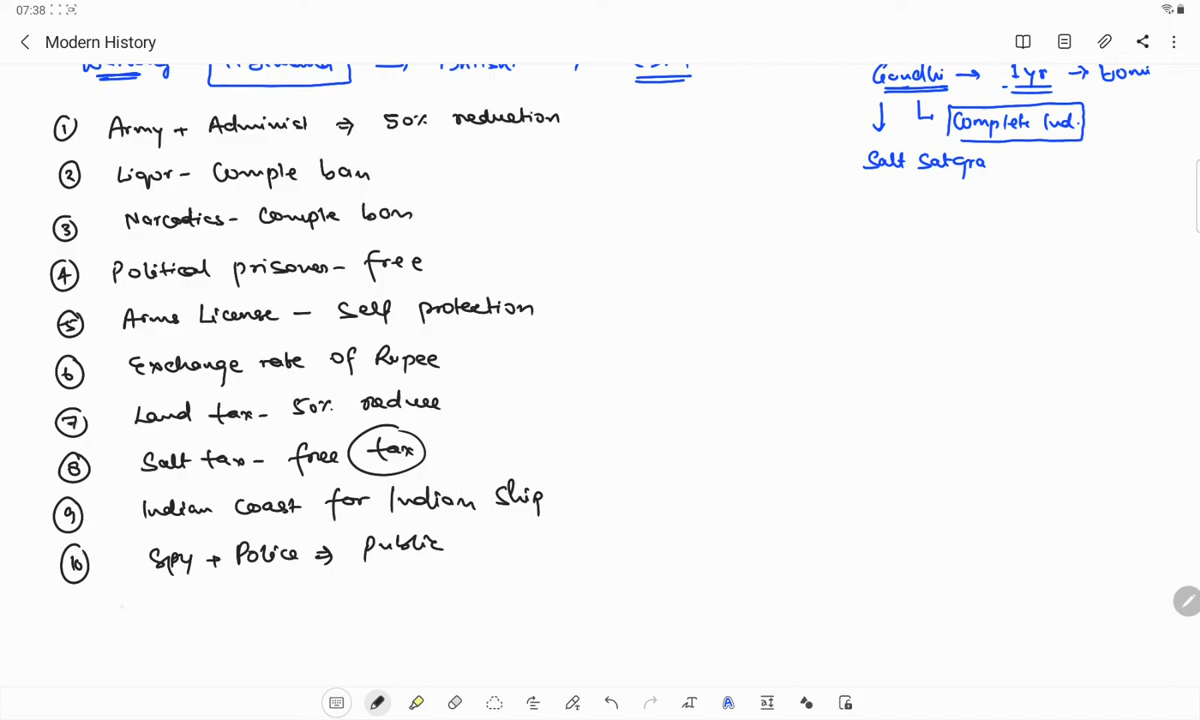 07:38
Modern History
Gandhi → 1yr →
↓ ↳ Complete Ind.
Salt Satgra
① Army + Administ ⇒ 50% reduction
② Liqor - Comple ban
③ Narcodics - Comple ban
④ Political prisoner - free
⑤ Arms License - Self protection
⑥ Exchange rate of Rupee
⑦ Land tax - 50% reduce
⑧ Salt tax - free tax
⑨ Indian Coast for Indian Ship
⑩ Spy + Police ⇒ Public